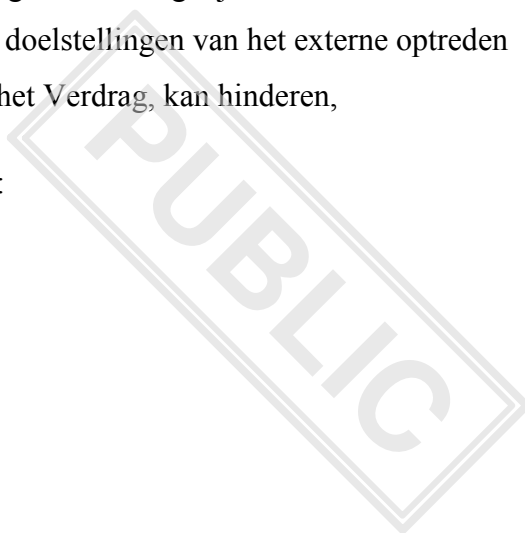 doelstellingen van het externe optreden
het Verdrag, kan hinderen,
:
PUBLIC